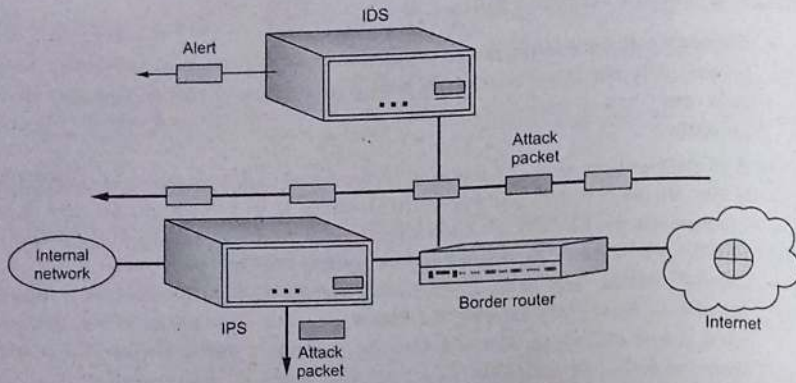 IDS
Alert
Attack
packet
Internal
network
IPS
Attack
packet
Border router
Internet